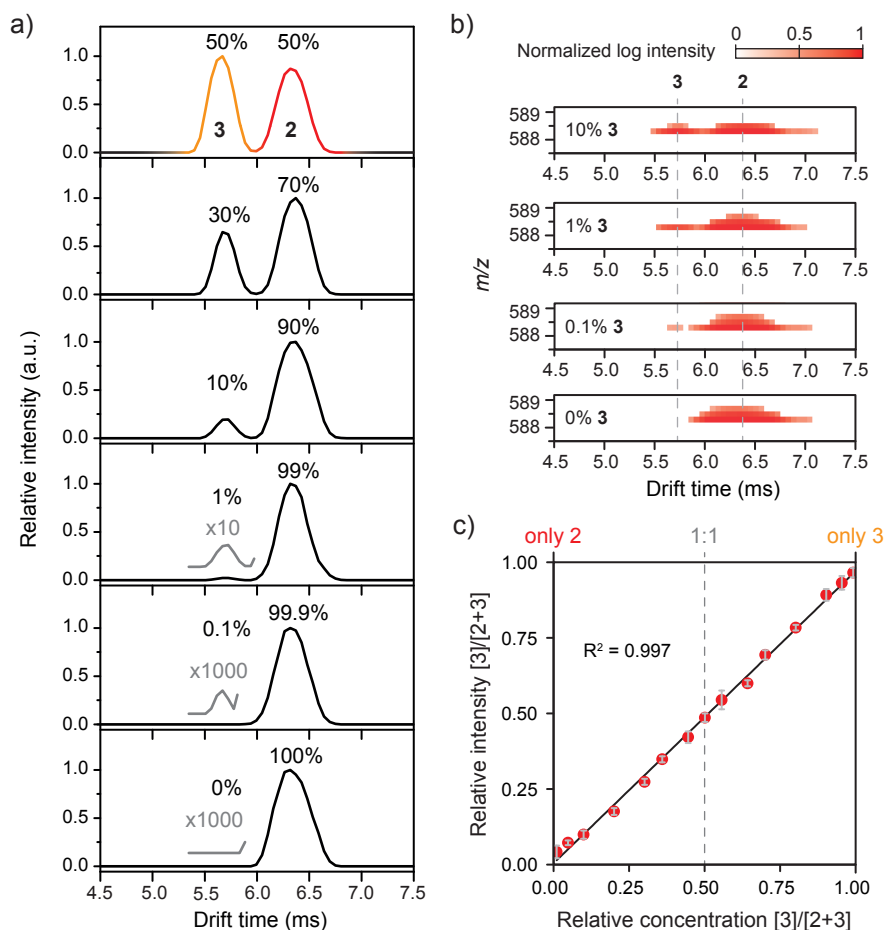 a)
50% 50%
1.0
0.5
3 2
0.0
70%
30%
1.0
0.5
0.0
90%
10%
1.0
0.5
0.0
99%
1%
x10
1.0
0.5
0.0
99.9%
0.1%
x1000
1.0
0.5
0.0
100%
0%
x1000
1.0
0.5
0.0
4.5 5.0 5.5 6.0 6.5 7.0 7.5
Drift time (ms)
Relative intensity (a.u.)
b)
0 0.5 1
Normalized log intensity
3 2
589
588
10% 3
4.5 5.0 5.5 6.0 6.5 7.0 7.5
589
588
1% 3
4.5 5.0 5.5 6.0 6.5 7.0 7.5
589
588
0.1% 3
4.5 5.0 5.5 6.0 6.5 7.0 7.5
589
588
0% 3
4.5 5.0 5.5 6.0 6.5 7.0 7.5
Drift time (ms)
m/z
c)
only 2 1:1 only 3
1.00
0.75
R² = 0.997
0.50
0.25
0.00
0.00 0.25 0.50 0.75 1.00
Relative concentration [3]/[2+3]
Relative intensity [3]/[2+3]